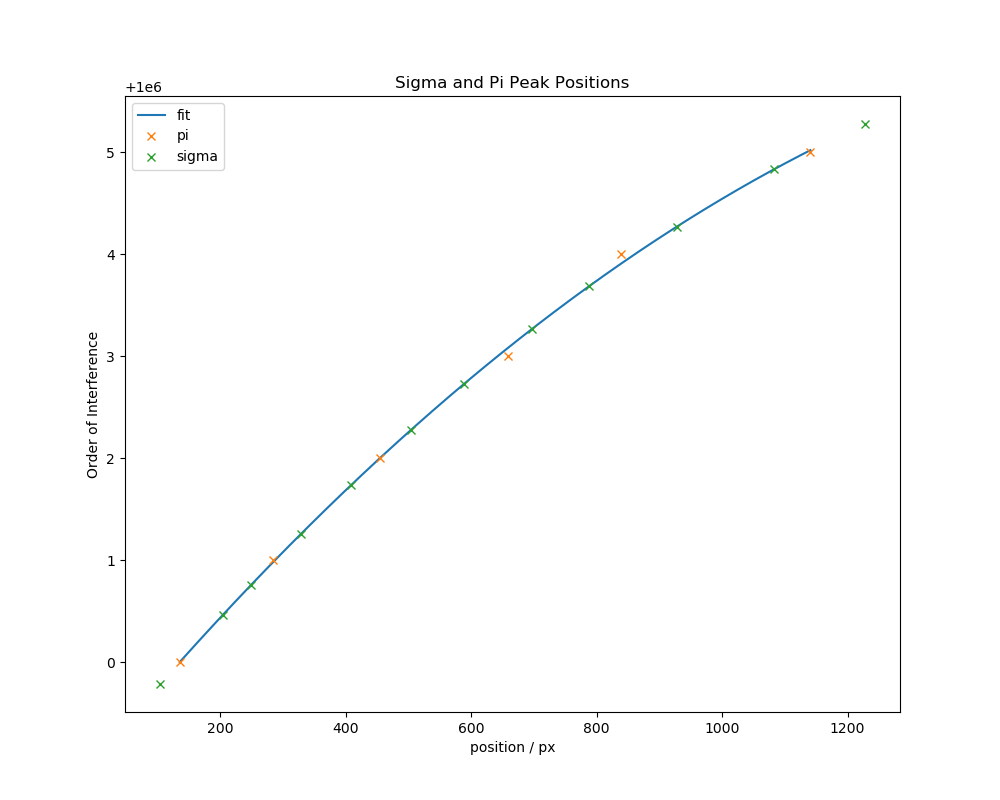 Sigma and Pi Peak Positions
+1e6
fit
pi
sigma
5
4
3
2
1
0
Order of Interference
200 400 600 800 1000 1200
position / px